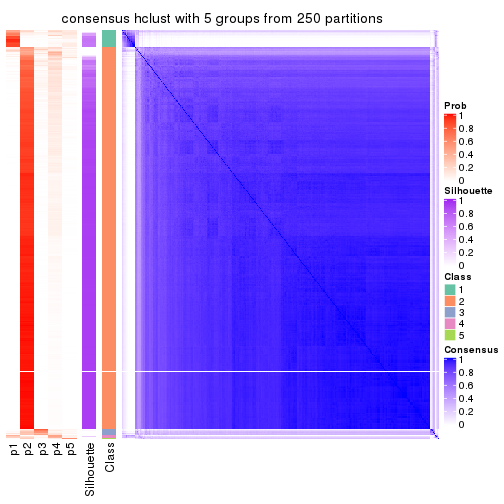 consensus hclust with 5 groups from 250 partitions
Prob
1
0.8
0.6
0.4
0.2
0
Silhouette
1
0.8
0.6
0.4
0.2
0
Class
1
2
3
4
5
Consensus
1
0.8
0.6
0.4
0.2
0
p1
p2
p3
p4
p5
Silhouette
Class